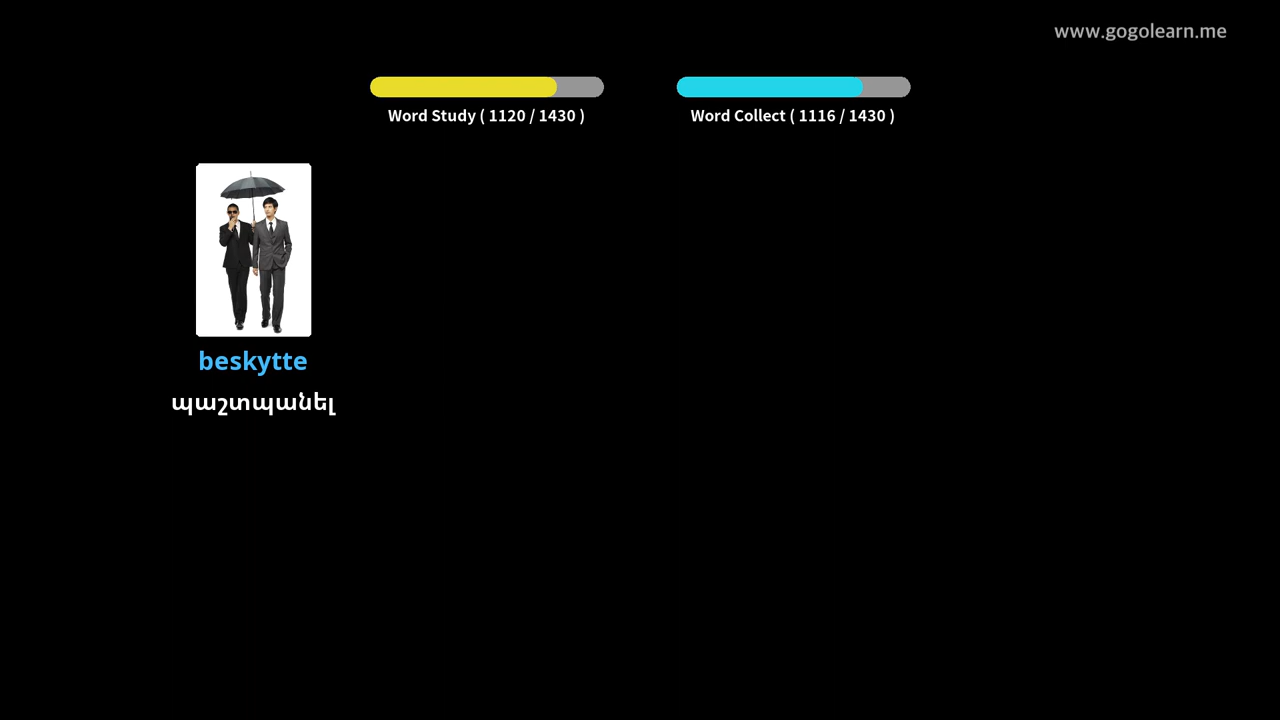 www.gogolearn.me
Word Study ( 1120 / 1430 )
Word Collect ( 1116 / 1430 )
beskytte
պաշտպանել